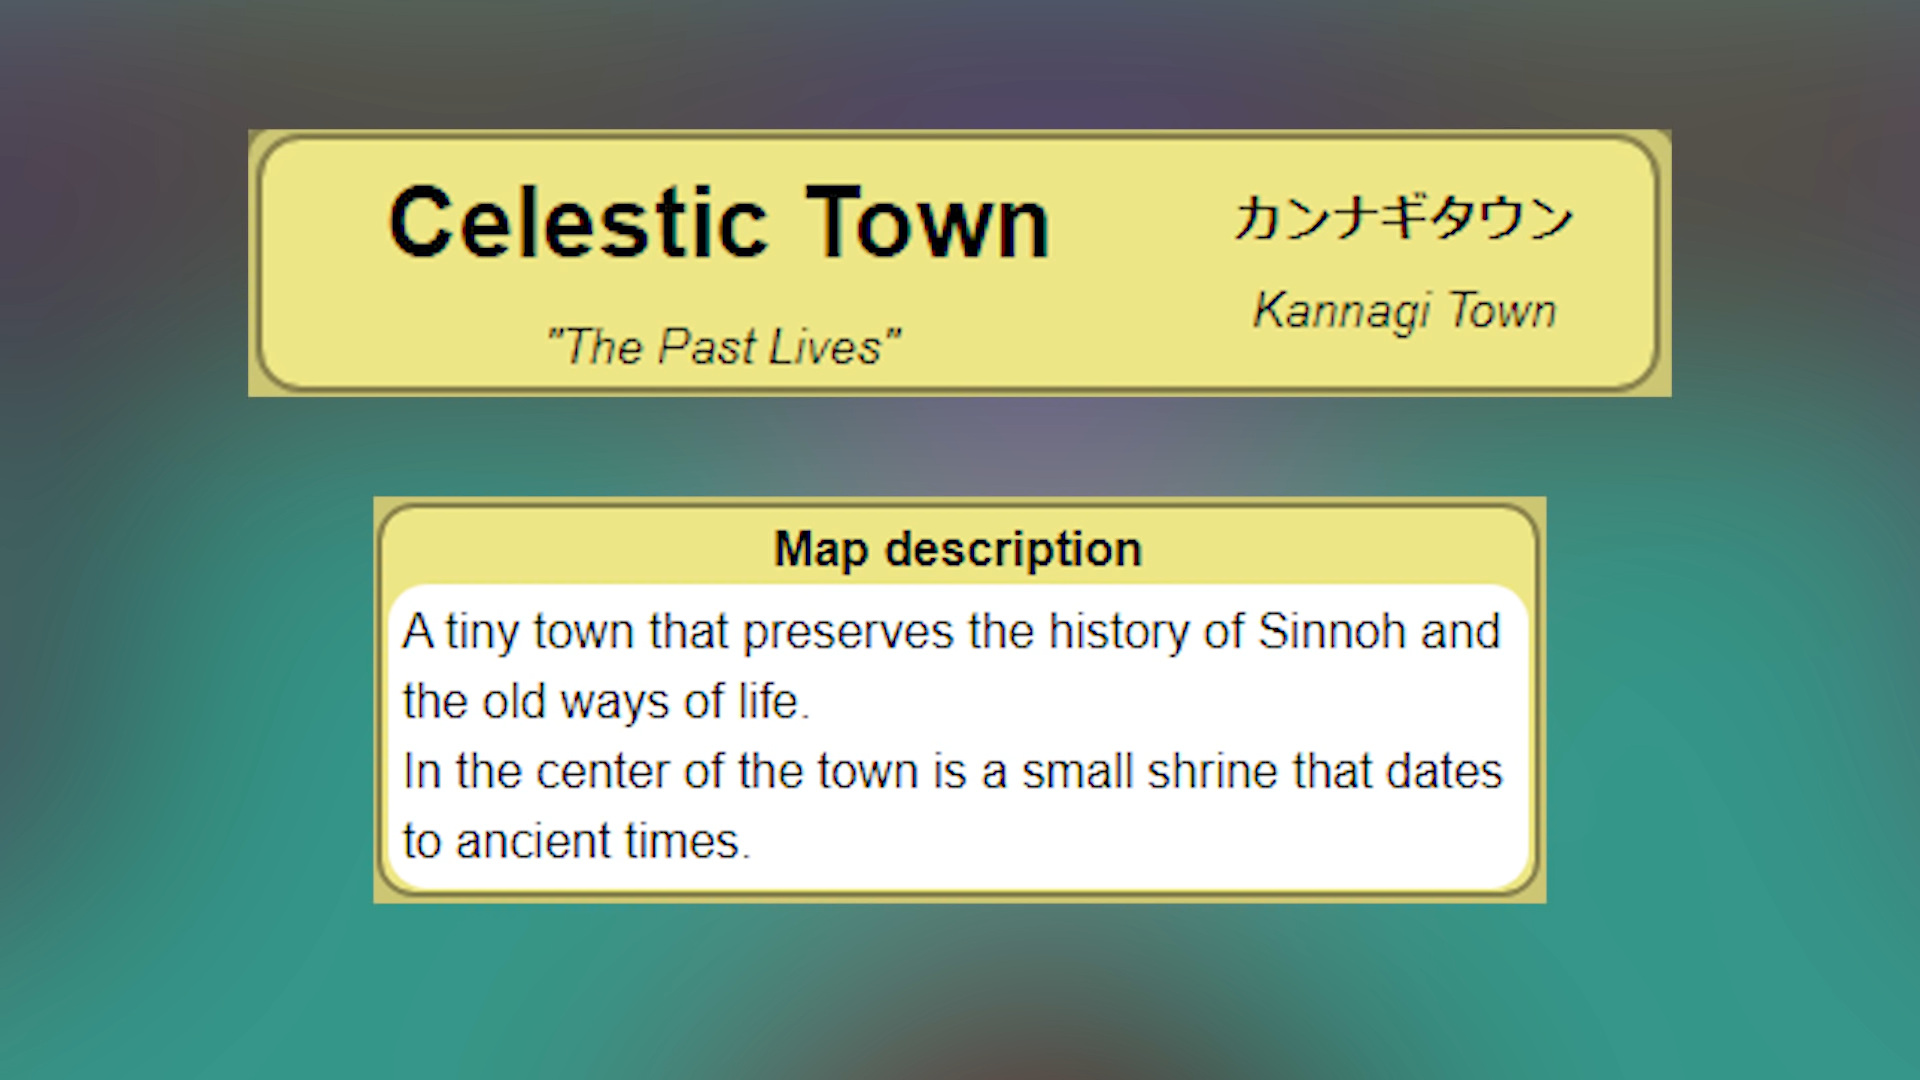 Celestic Town
"The Past Lives"
カンナギタウン
Kannagi Town
Map description
A tiny town that preserves the history of Sinnoh and
the old ways of life.
In the center of the town is a small shrine that dates
to ancient times.